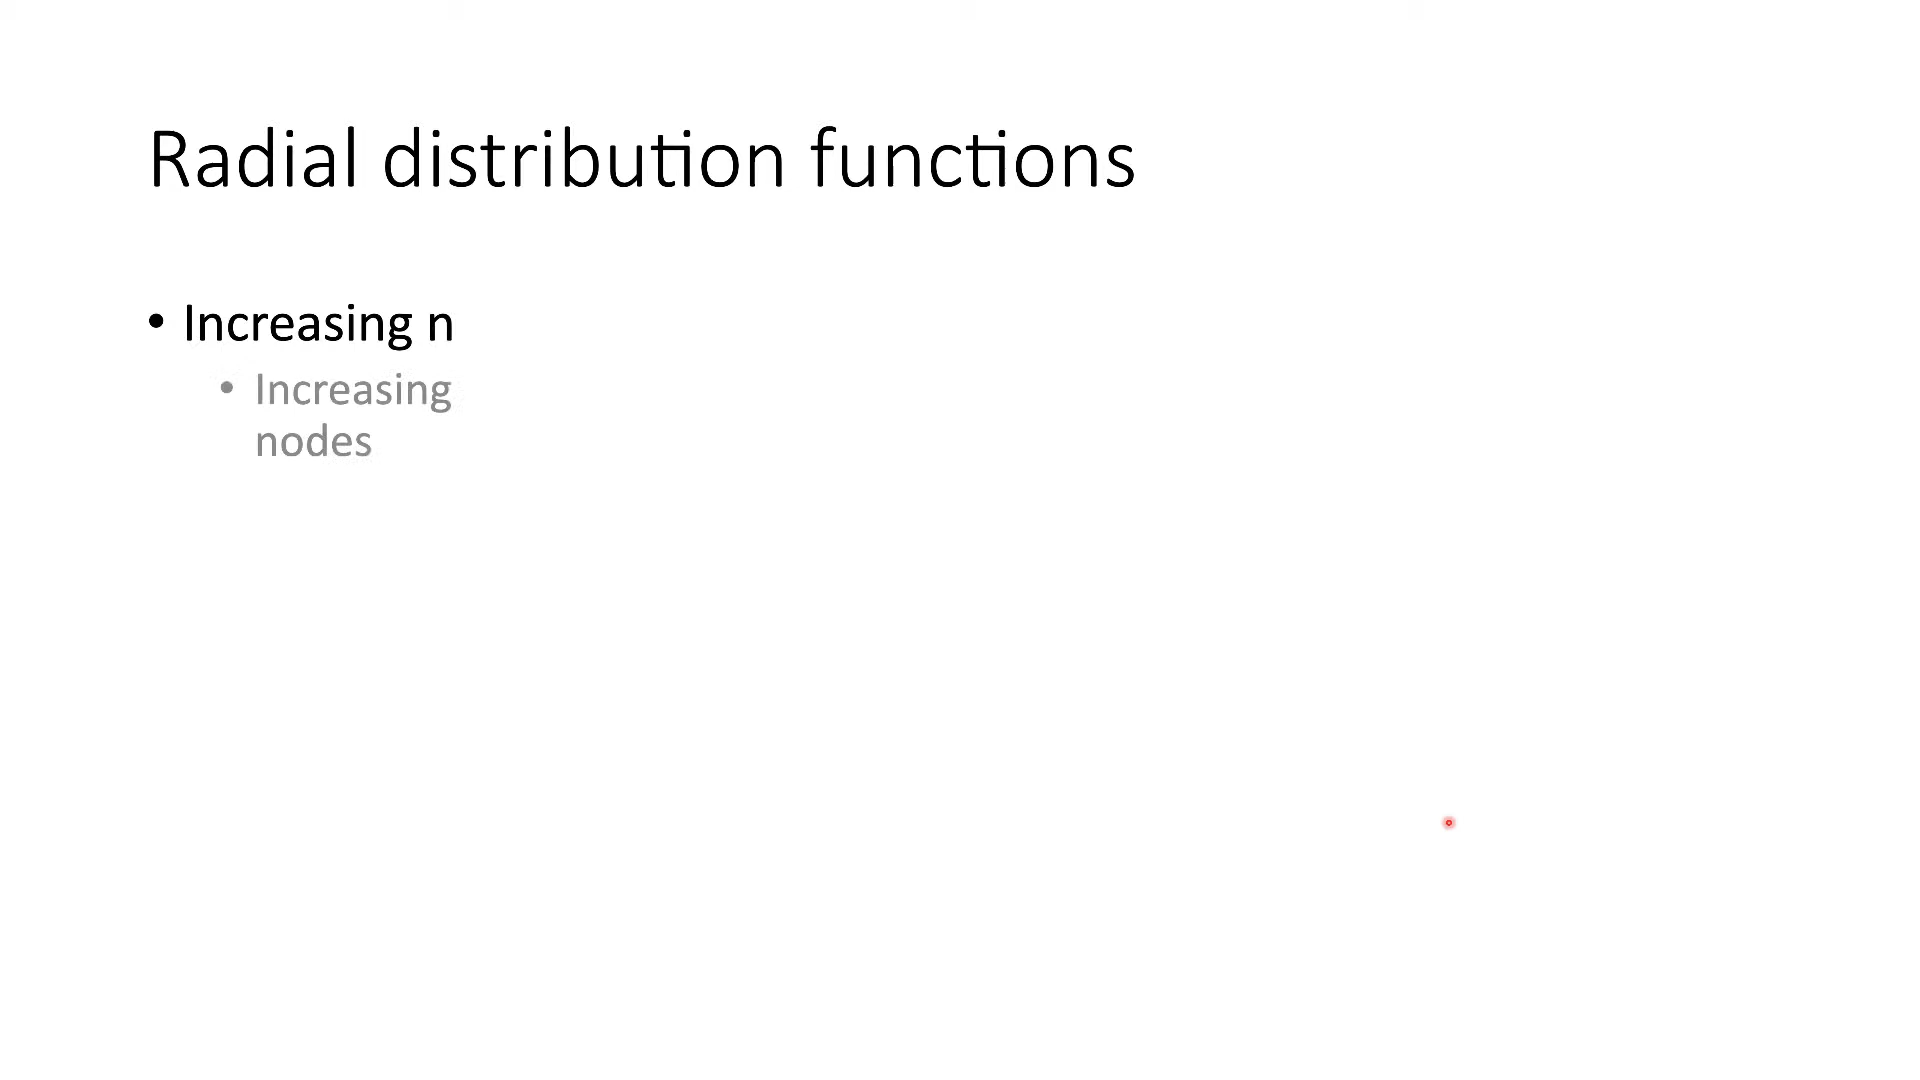 Radial distribution functions
• Increasing n
• Increasing
nodes